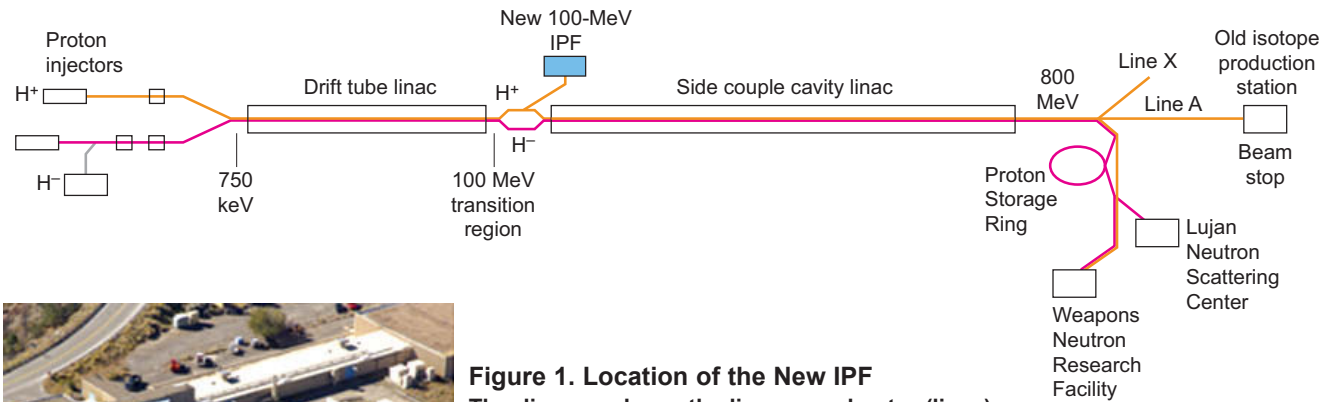 Proton
injectors
H+
H–
750
keV
Drift tube linac
100 MeV
transition
region
New 100-MeV
IPF
H+
H–
Side couple cavity linac
800
MeV
Line X
Line A
Old isotope
production
station
Beam
stop
Proton
Storage
Ring
Lujan
Neutron
Scattering
Center
Weapons
Neutron
Research
Facility
Figure 1. Location of the New IPF